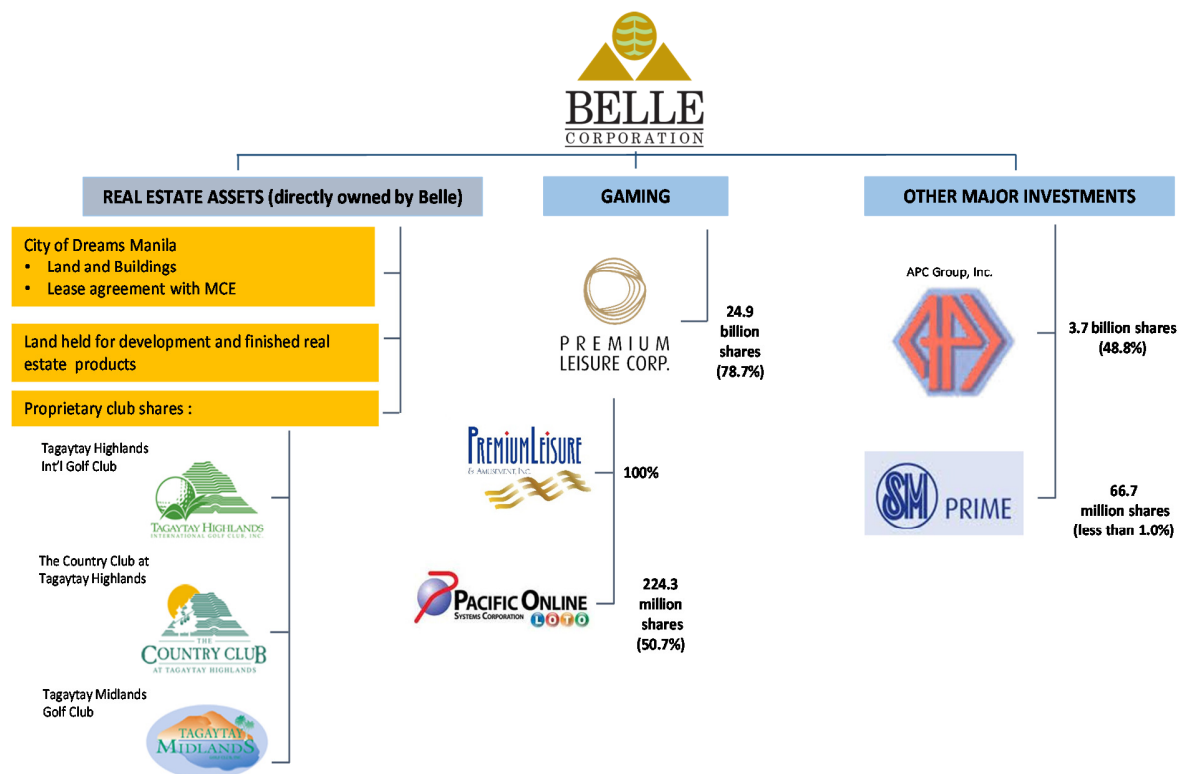 BELLE
CORPORATION
REAL ESTATE ASSETS (directly owned by Belle)
City of Dreams Manila
• Land and Buildings
• Lease agreement with MCE
Land held for development and finished real
estate products
Proprietary club shares :
Tagaytay Highlands
Int'l Golf Club
TAGAYTAY HIGHLANDS
INTERNATIONAL GOLF CLUB, INC.
The Country Club at
Tagaytay Highlands
THE
COUNTRY CLUB
AT TAGAYTAY HIGHLANDS
Tagaytay Midlands
Golf Club
TAGAYTAY
MIDLANDS
GAMING
PREMIUM
LEISURE CORP.
24.9
billion
shares
(78.7%)
PREMIUMLEISURE
& AMUSEMENT, INC.
100%
PACIFIC ONLINE
SYSTEMS CORPORATION
LOTO
224.3
million
shares
(50.7%)
OTHER MAJOR INVESTMENTS
APC Group, Inc.
APC
3.7 billion shares
(48.8%)
SM PRIME
66.7
million shares
(less than 1.0%)